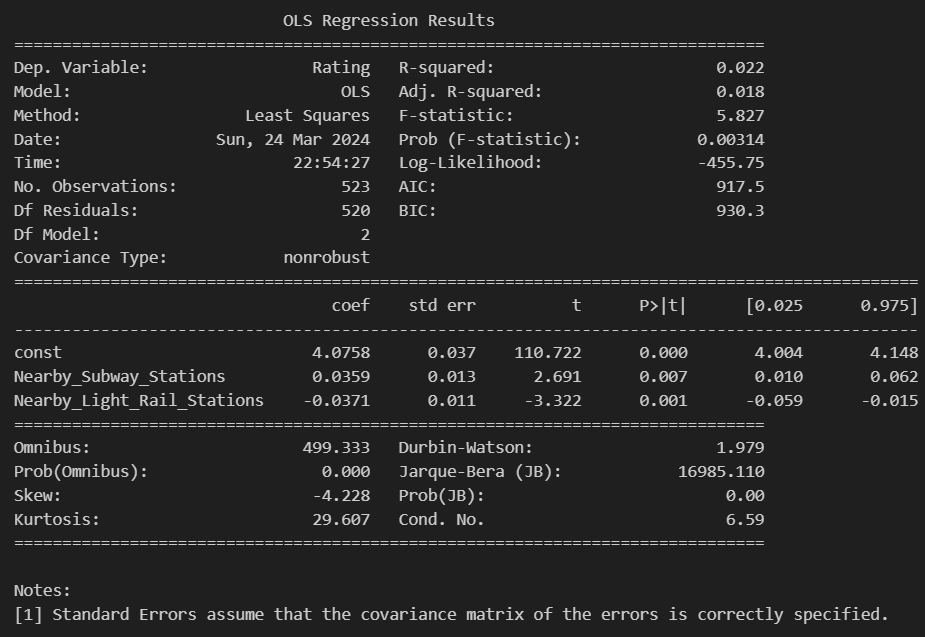 OLS Regression Results
==============================================================================
Dep. Variable:                 Rating   R-squared:                       0.022
Model:                            OLS   Adj. R-squared:                  0.018
Method:                 Least Squares   F-statistic:                     5.827
Date:                Sun, 24 Mar 2024   Prob (F-statistic):            0.00314
Time:                        22:54:27   Log-Likelihood:                -455.75
No. Observations:                 523   AIC:                             917.5
Df Residuals:                     520   BIC:                             930.3
Df Model:                           2
Covariance Type:            nonrobust
==============================================================================================
                                 coef    std err          t      P>|t|      [0.025      0.975]
----------------------------------------------------------------------------------------------
const                          4.0758      0.037    110.722      0.000       4.004       4.148
Nearby_Subway_Stations         0.0359      0.013      2.691      0.007       0.010       0.062
Nearby_Light_Rail_Stations    -0.0371      0.011     -3.322      0.001      -0.059      -0.015
==============================================================================
Omnibus:                      499.333   Durbin-Watson:                   1.979
Prob(Omnibus):                  0.000   Jarque-Bera (JB):            16985.110
Skew:                          -4.228   Prob(JB):                         0.00
Kurtosis:                      29.607   Cond. No.                         6.59
==============================================================================
Notes:
[1] Standard Errors assume that the covariance matrix of the errors is correctly specified.